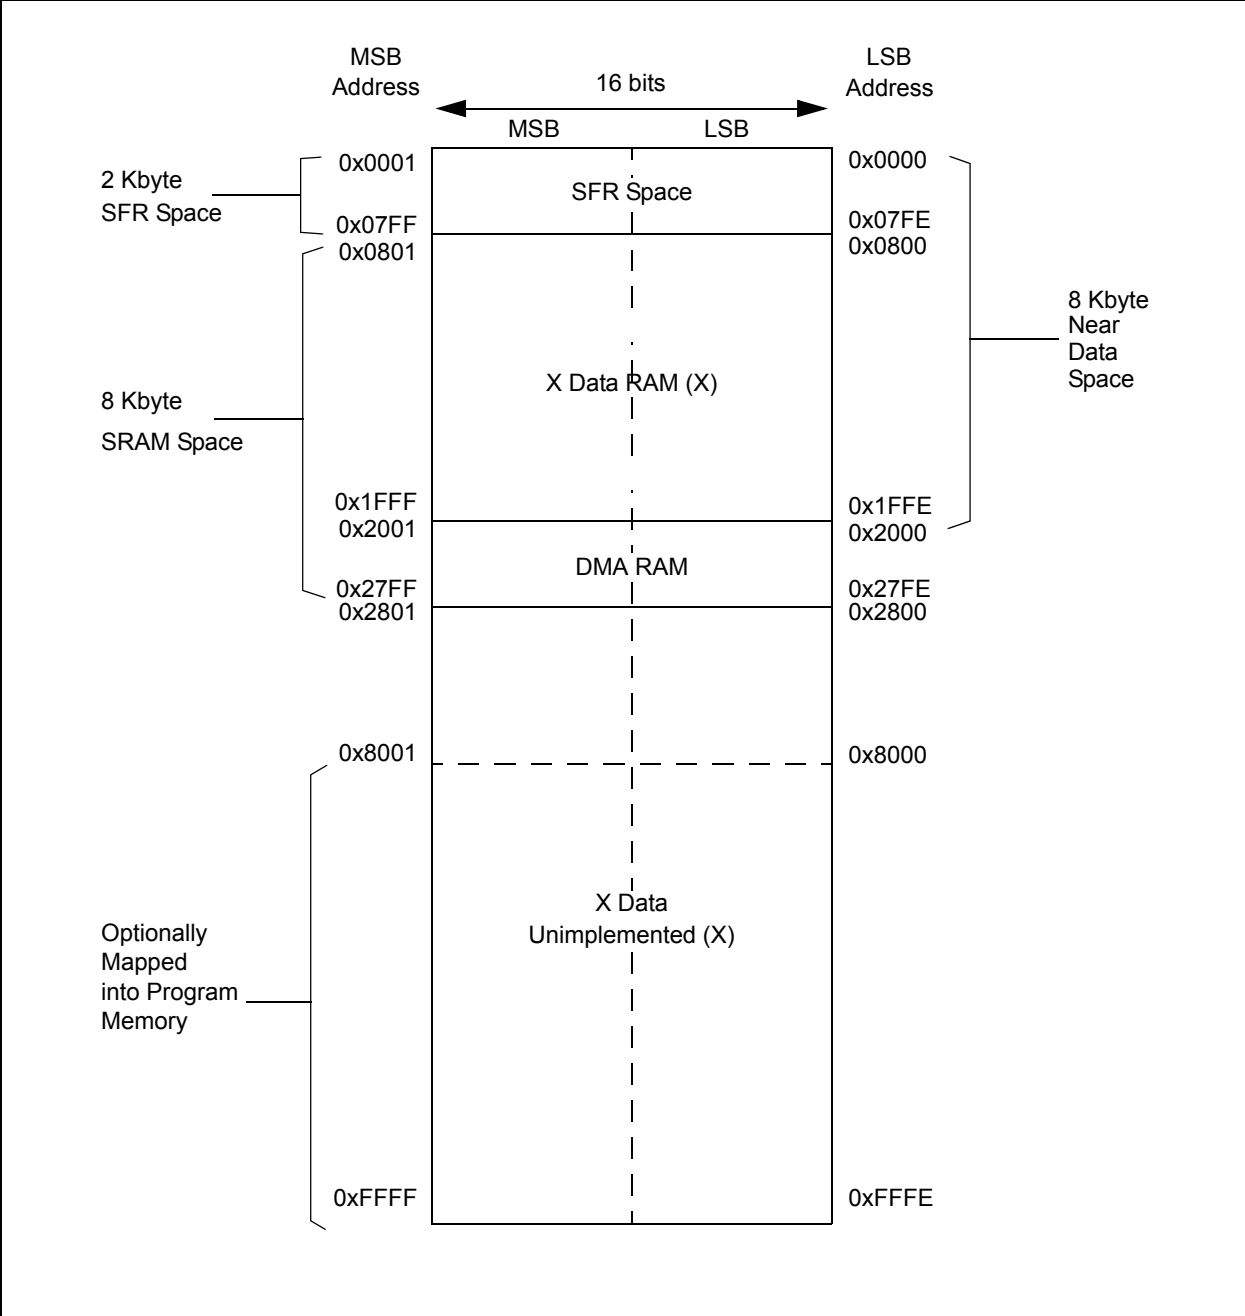 MSB
Address
16 bits
LSB
Address
MSB
LSB
2 Kbyte
SFR Space
0x0001
0x07FF
0x0801
SFR Space
0x0000
0x07FE
0x0800
8 Kbyte
Near
Data
Space
8 Kbyte
SRAM Space
X Data RAM (X)
0x1FFF
0x2001
0x1FFE
0x2000
DMA RAM
0x27FF
0x2801
0x27FE
0x2800
0x8001
0x8000
X Data
Unimplemented (X)
Optionally
Mapped
into Program
Memory
0xFFFF
0xFFFE